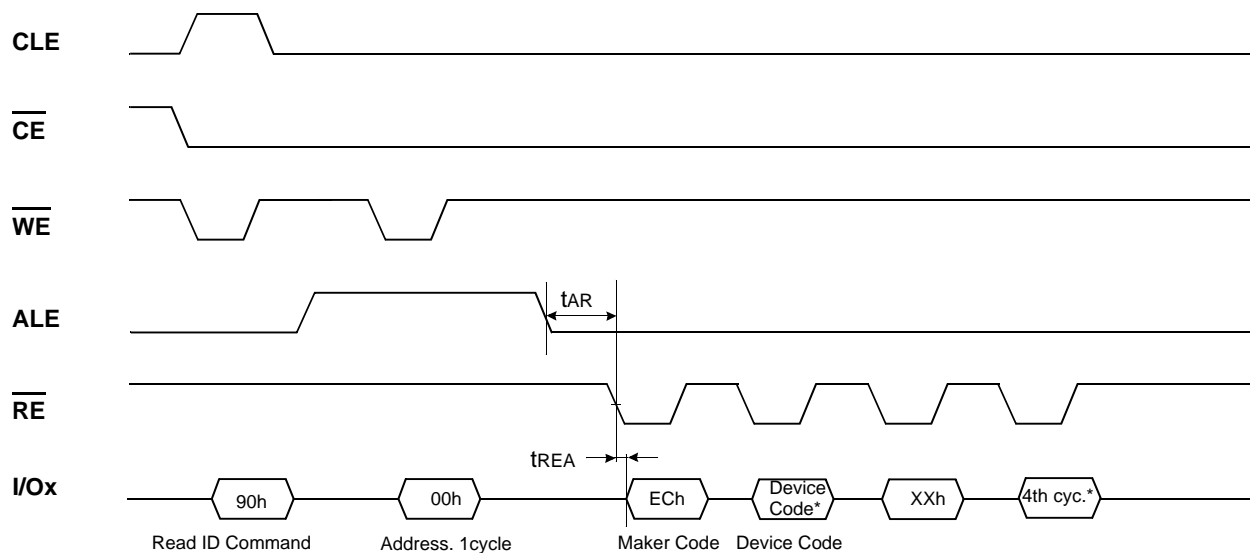 CLE
CE
WE
ALE
tAR
RE
tREA
I/Ox
90h
00h
ECh
Device
Code*
XXh
4th cyc.*
Read ID Command
Address. 1cycle
Maker Code
Device Code